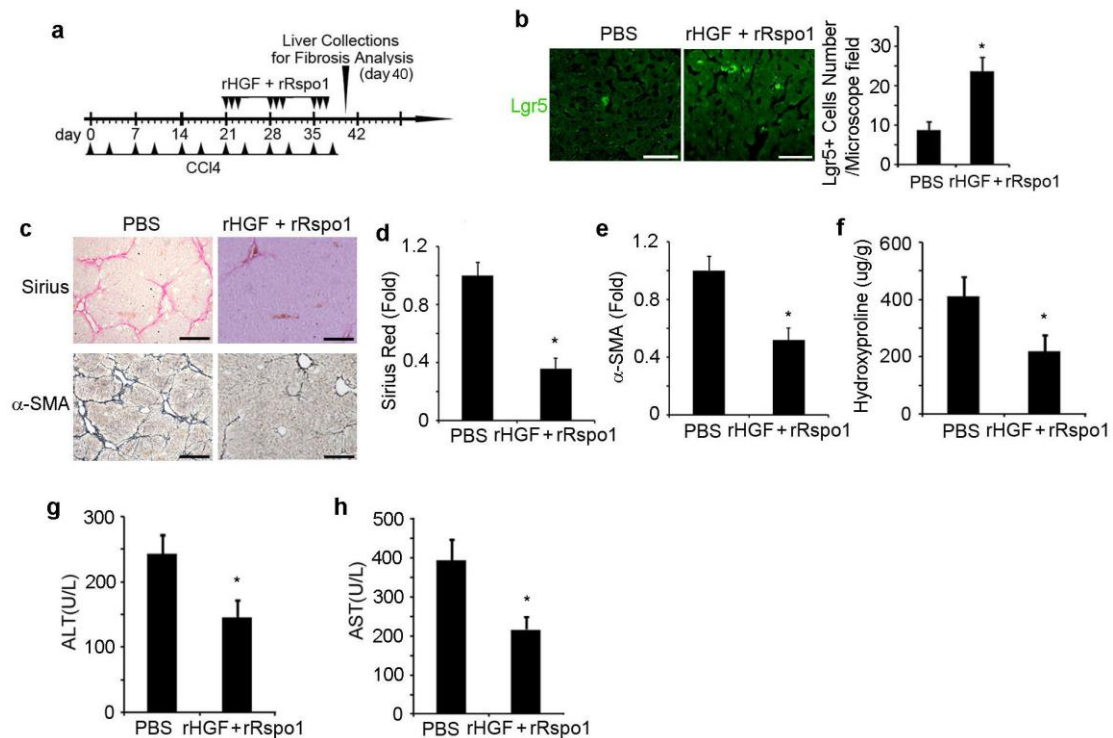 a
Liver Collections
for Fibrosis Analysis
(day 40)
rHGF + rRspo1
day 0 7 14 21 28 35 42
CCl4
b
PBS rHGF + rRspo1
Lgr5
Lgr5+ Cells Number
/Microscope field
40
30
20
10
0
*
PBS rHGF + rRspo1
c
PBS rHGF + rRspo1
Sirius
α-SMA
d
Sirius Red (Fold)
1.2
0.8
0.4
0
*
PBS rHGF + rRspo1
e
α-SMA (Fold)
1.2
0.8
0.4
0
*
PBS rHGF + rRspo1
f
Hydroxyproline (ug/g)
600
400
200
0
*
PBS rHGF + rRspo1
g
ALT(U/L)
300
200
100
0
*
PBS rHGF + rRspo1
h
AST(U/L)
500
400
300
200
100
0
*
PBS rHGF + rRspo1